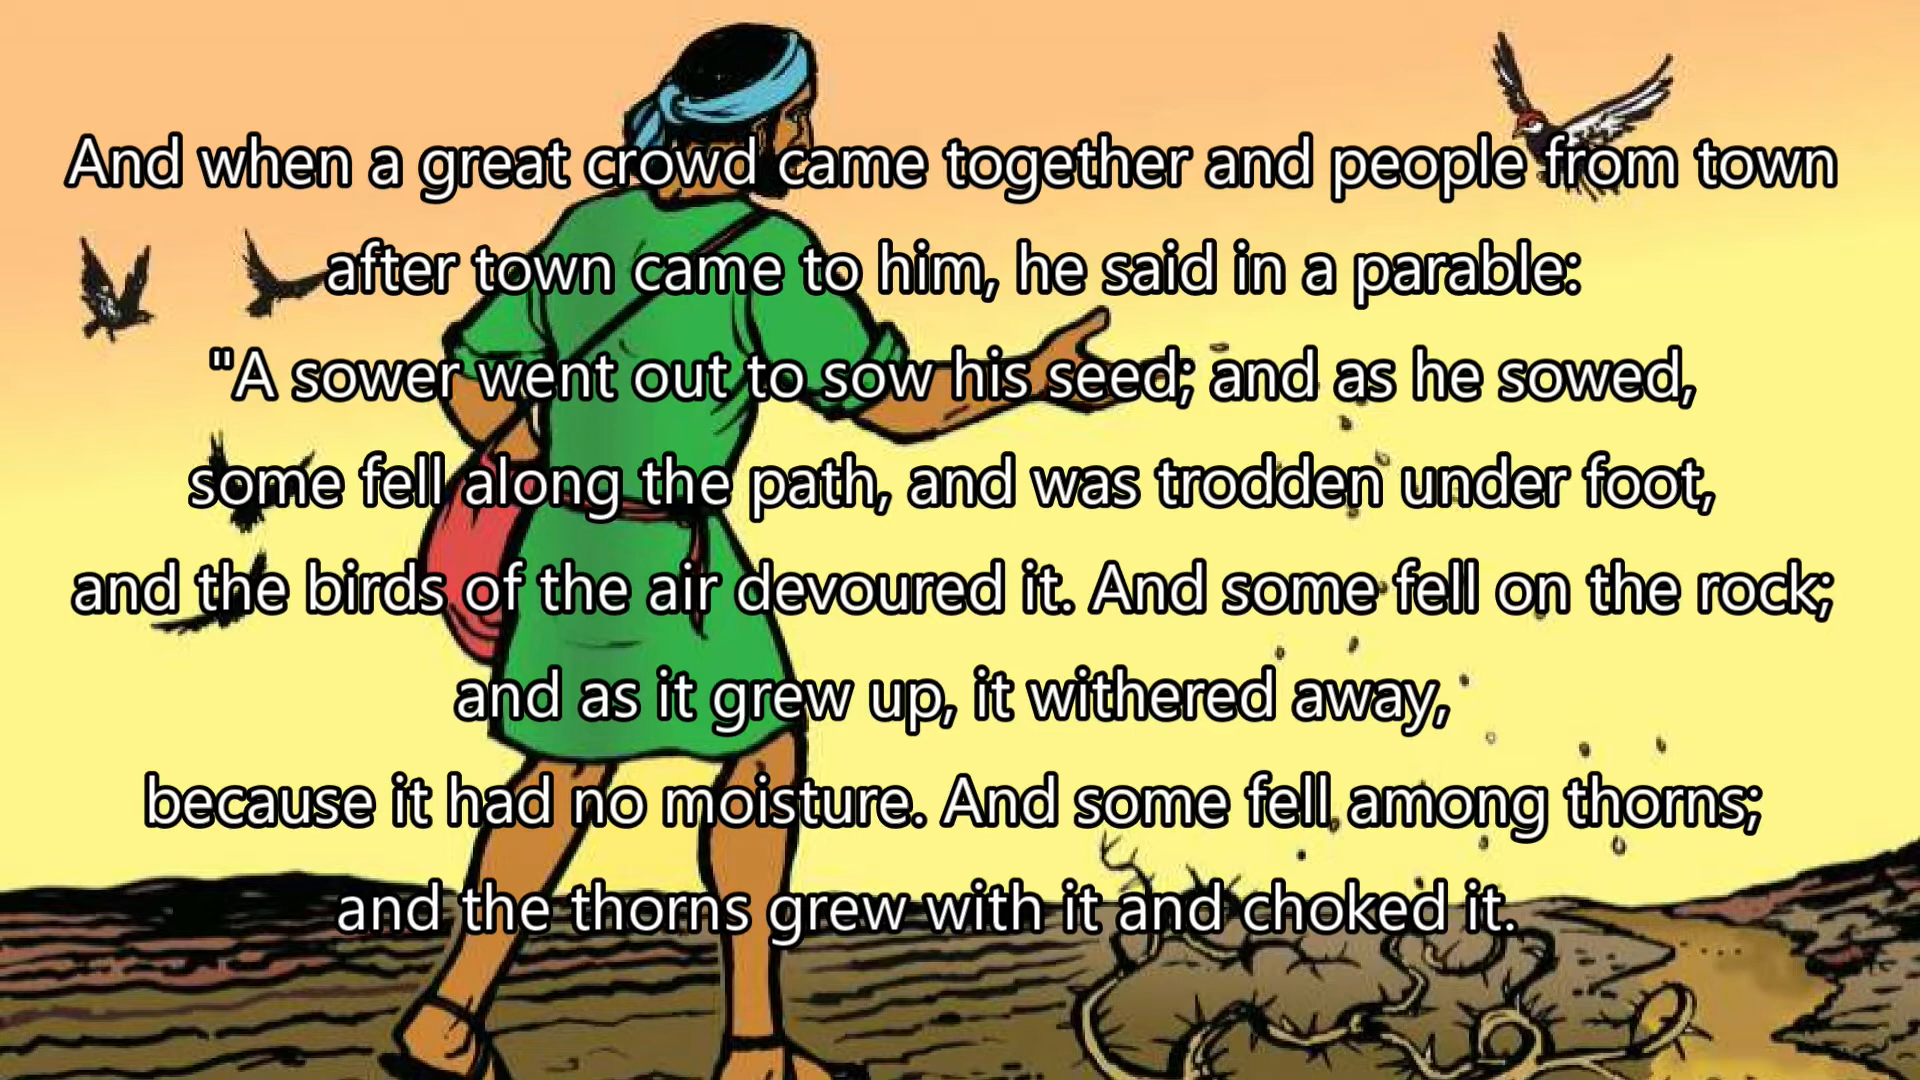 And when a great crowd came together and people from town
after town came to him, he said in a parable:
"A sower went out to sow his seed; and as he sowed,
some fell along the path, and was trodden under foot,
and the birds of the air devoured it. And some fell on the rock;
and as it grew up, it withered away,
because it had no moisture. And some fell among thorns;
and the thorns grew with it and choked it.